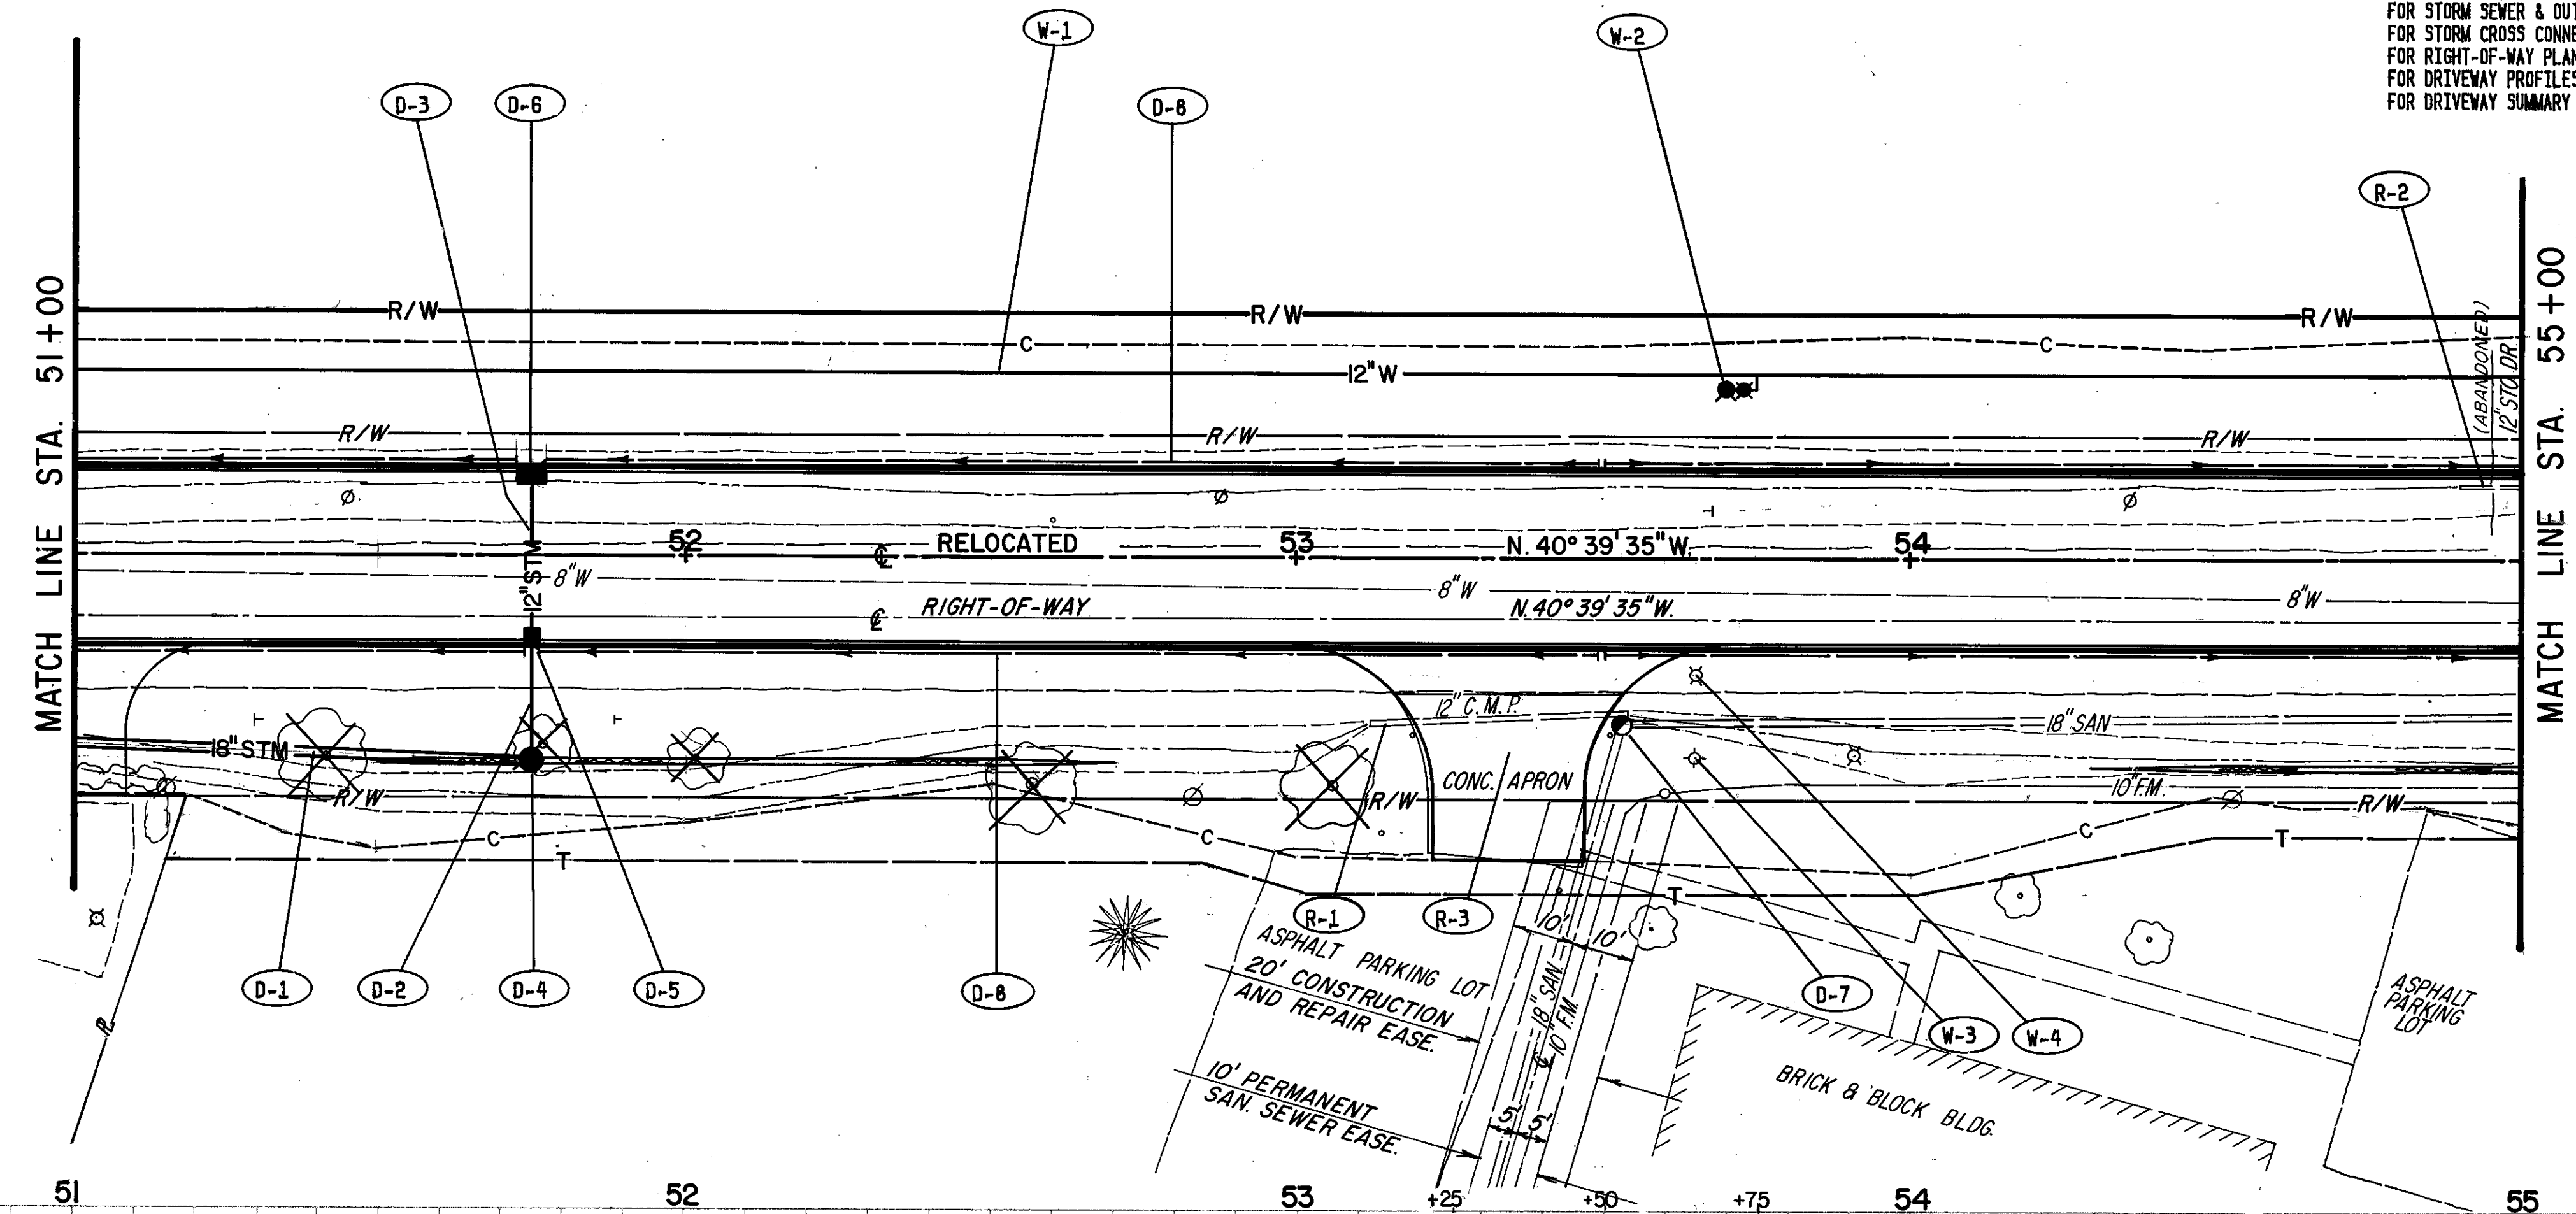 FOR STORM SEWER & OUT
FOR STORM CROSS CONNE
FOR RIGHT-OF-WAY PLAN
FOR DRIVEWAY PROFILES
FOR DRIVEWAY SUMMARY
W-1
W-2
D-3
D-6
D-8
R-2
MATCH LINE STA. 51+00
MATCH LINE STA. 55+00
R/W
R/W
R/W
C
C
12"W
(ABANDONED)
12" STO. DR.
R/W
R/W
R/W
52
℄
RELOCATED
53
N. 40° 39' 35" W.
54
12" STM
8"W
8"W
8"W
℄
RIGHT-OF-WAY
N. 40° 39' 35" W.
12" C.M.P.
18" SAN
18" STM
CONC. APRON
10" F.M.
R/W
R/W
R/W
C
C
C
T
T
T
R-1
R-3
10'
10'
ASPHALT PARKING LOT
20' CONSTRUCTION
AND REPAIR EASE.
18" SAN.
℄ 10" F.M.
D-1
D-2
D-4
D-5
D-8
D-7
W-3
W-4
ASPHALT
PARKING
LOT
10' PERMANENT
SAN. SEWER EASE.
5'
5'
BRICK & BLOCK BLDG.
51
52
53
+25
+50
+75
54
55